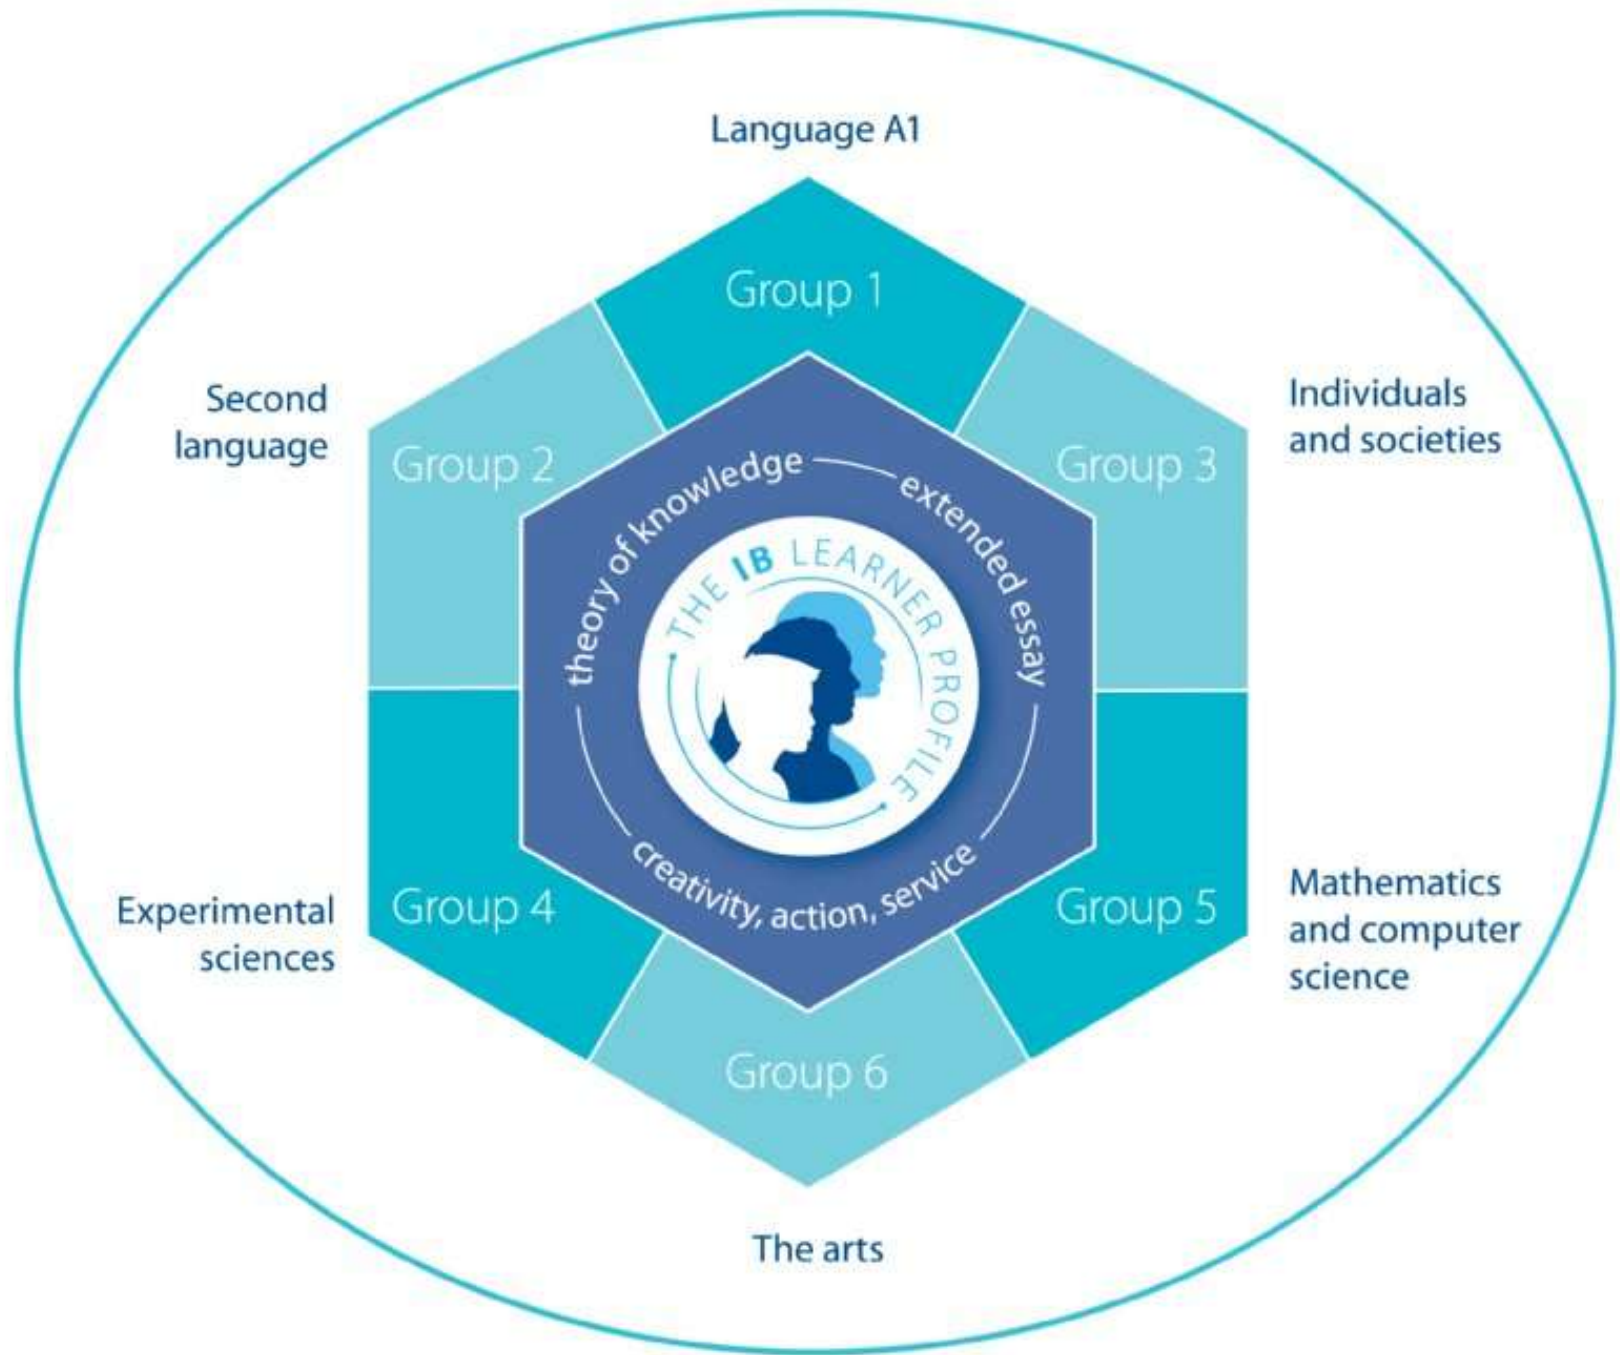 Language A1
Group 1
Second
language
Group 2
Group 3
Individuals
and societies
theory of knowledge
extended essay
THE IB LEARNER PROFILE
creativity, action, service
Experimental
sciences
Group 4
Group 5
Mathematics
and computer
science
Group 6
The arts